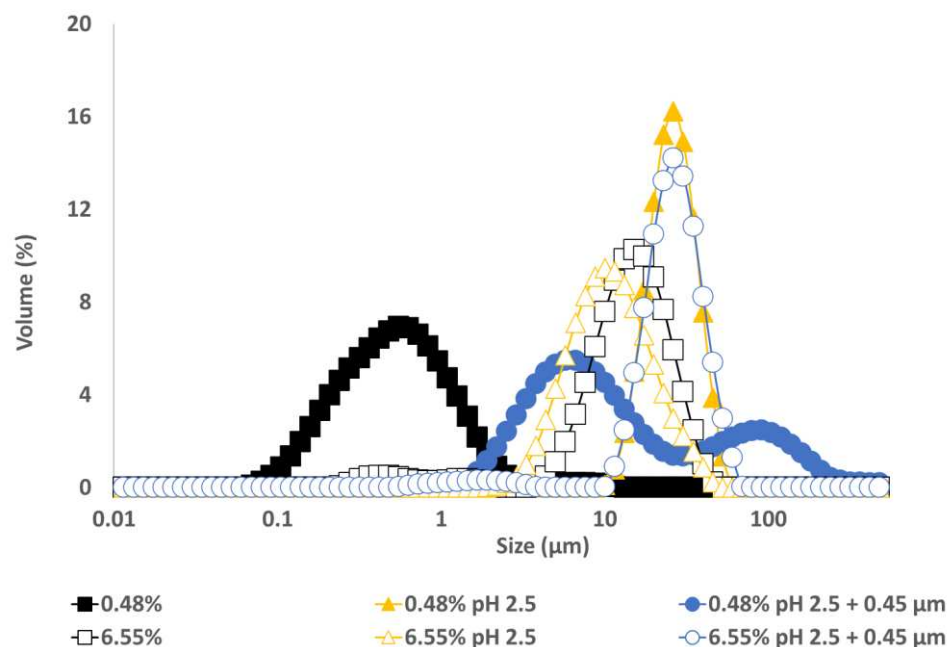 20
16
12
8
4
0
Volume (%)
0.01 0.1 1 10 100
Size (µm)
0.48% 0.48% pH 2.5 0.48% pH 2.5 + 0.45 µm
6.55% 6.55% pH 2.5 6.55% pH 2.5 + 0.45 µm